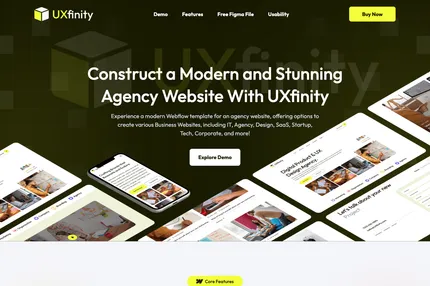 UXfinity
Demo
Features
Free Figma File
Usability
Buy Now
Construct a Modern and Stunning
Agency Website With UXfinity
Experience a modern Webflow template for an agency website, offering options to
create various Business Websites, including IT, Agency, Design, SaaS, Startup,
Tech, Corporate, and more!
Explore Demo
Digital Product & UX
Design Agency
Let's talk about your new
Project
Core Features